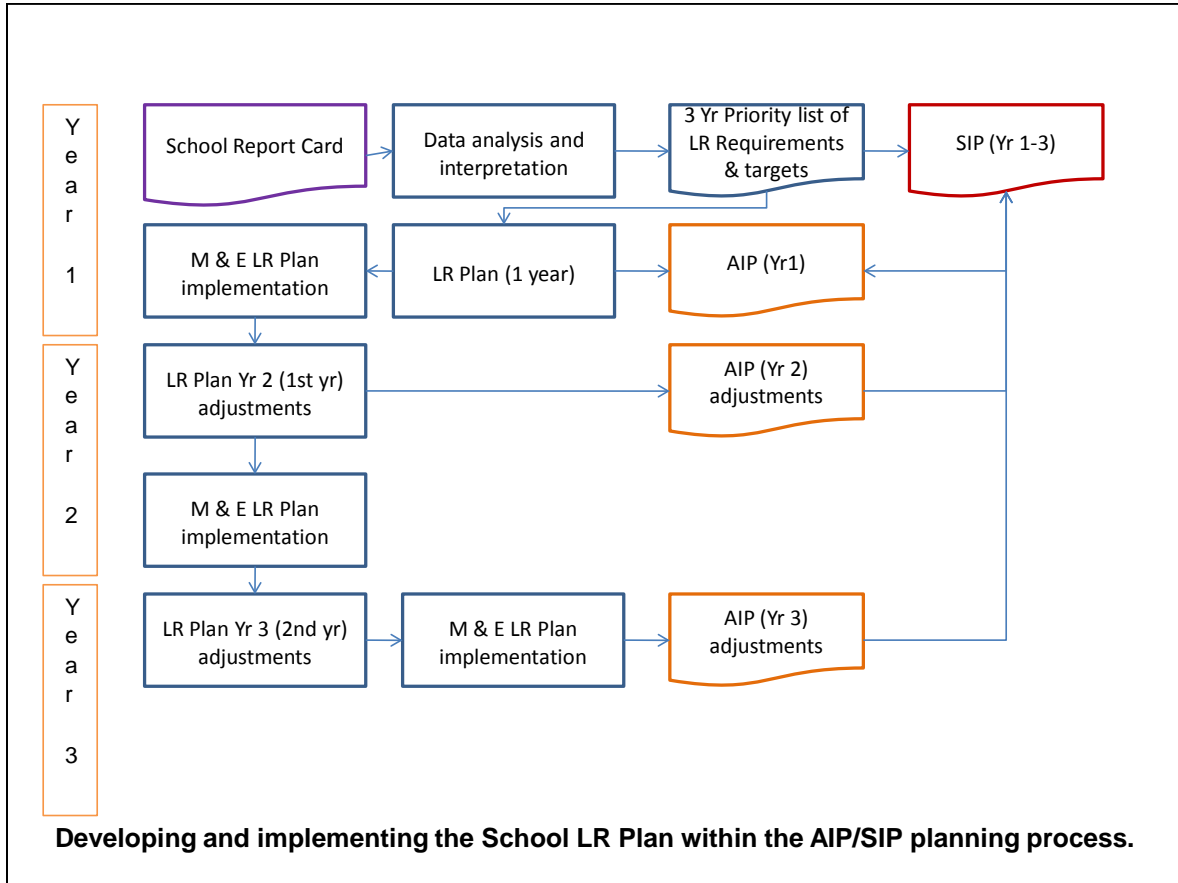 Year 1
School Report Card
Data analysis and
interpretation
3 Yr Priority list of
LR Requirements
& targets
SIP (Yr 1-3)
M & E LR Plan
implementation
LR Plan (1 year)
AIP (Yr1)
Year 2
LR Plan Yr 2 (1st yr)
adjustments
AIP (Yr 2)
adjustments
M & E LR Plan
implementation
Year 3
LR Plan Yr 3 (2nd yr)
adjustments
M & E LR Plan
implementation
AIP (Yr 3)
adjustments
Developing and implementing the School LR Plan within the AIP/SIP planning process.